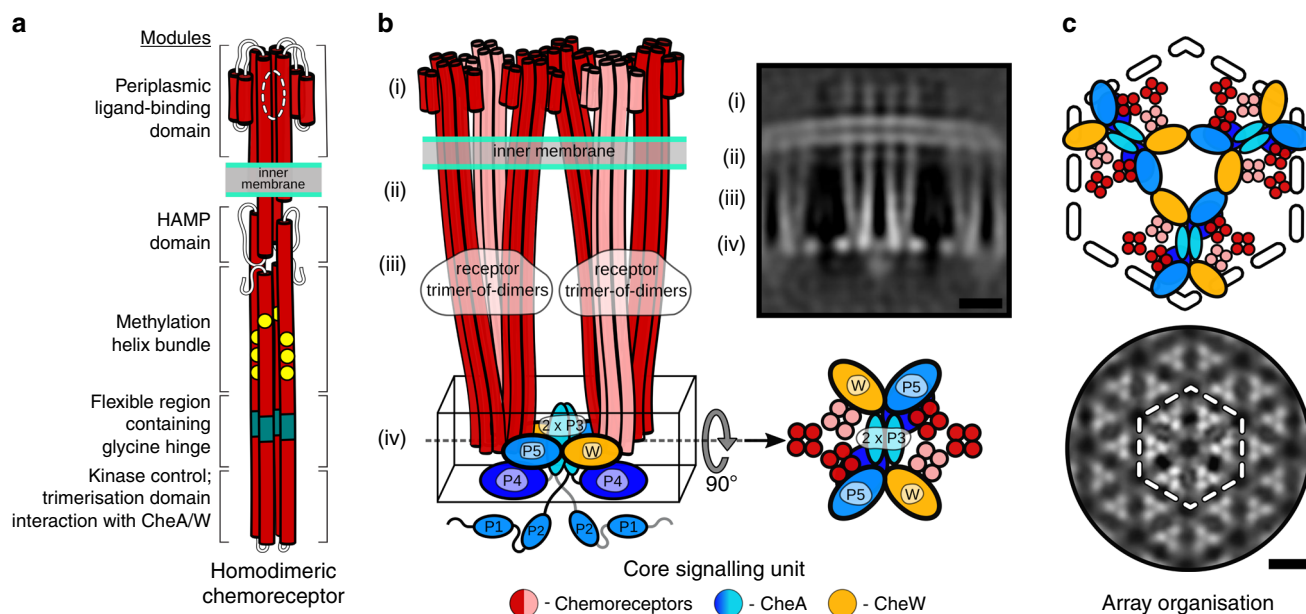 a
Modules
Periplasmic
ligand-binding
domain
inner
membrane
HAMP
domain
Methylation
helix bundle
Flexible region
containing
glycine hinge
Kinase control;
trimerisation domain
interaction with CheA/W
Homodimeric
chemoreceptor
b
(i)
inner membrane
(ii)
(iii)
receptor
trimer-of-dimers
receptor
trimer-of-dimers
(iv)
2 x P3
P5
W
P4
P4
P1
P2
P2
P1
90°
(i)
(ii)
(iii)
(iv)
W
P5
2 x P3
P5
W
Core signalling unit
- Chemoreceptors
- CheA
- CheW
c
Array organisation